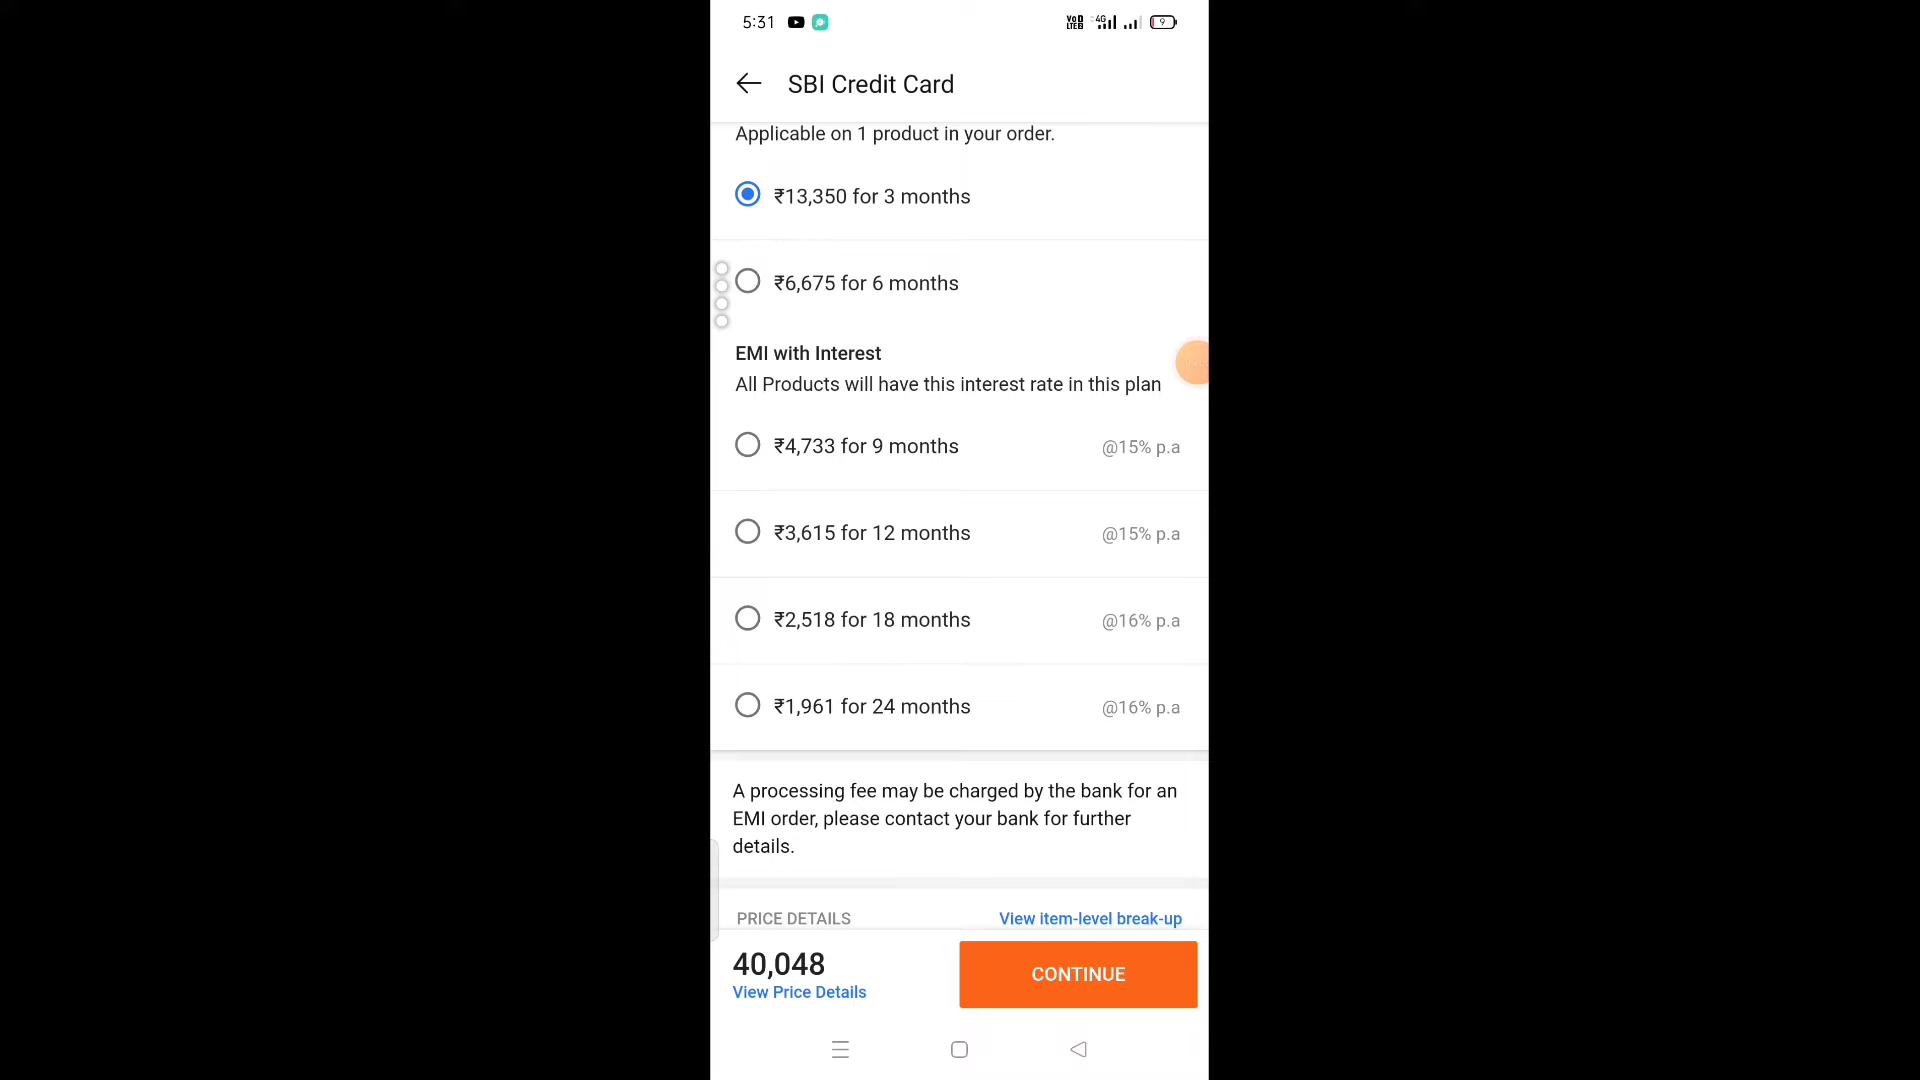 5:31
VoD LTE2 4G 9
SBI Credit Card
Applicable on 1 product in your order.
₹13,350 for 3 months
₹6,675 for 6 months
EMI with Interest
All Products will have this interest rate in this plan
₹4,733 for 9 months @15% p.a
₹3,615 for 12 months @15% p.a
₹2,518 for 18 months @16% p.a
₹1,961 for 24 months @16% p.a
A processing fee may be charged by the bank for an
EMI order, please contact your bank for further
details.
PRICE DETAILS View item-level break-up
40,048
View Price Details
CONTINUE